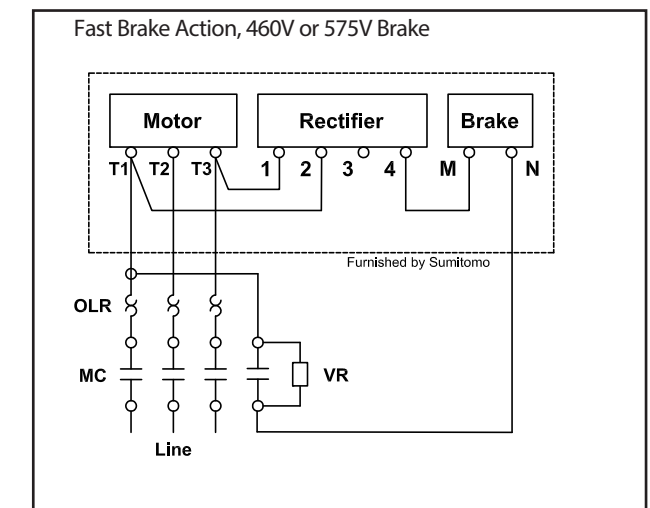 Fast Brake Action, 460V or 575V Brake
Motor Rectifier Brake
T1 T2 T3 1 2 3 4 M N
Furnished by Sumitomo
OLR
MC VR
Line